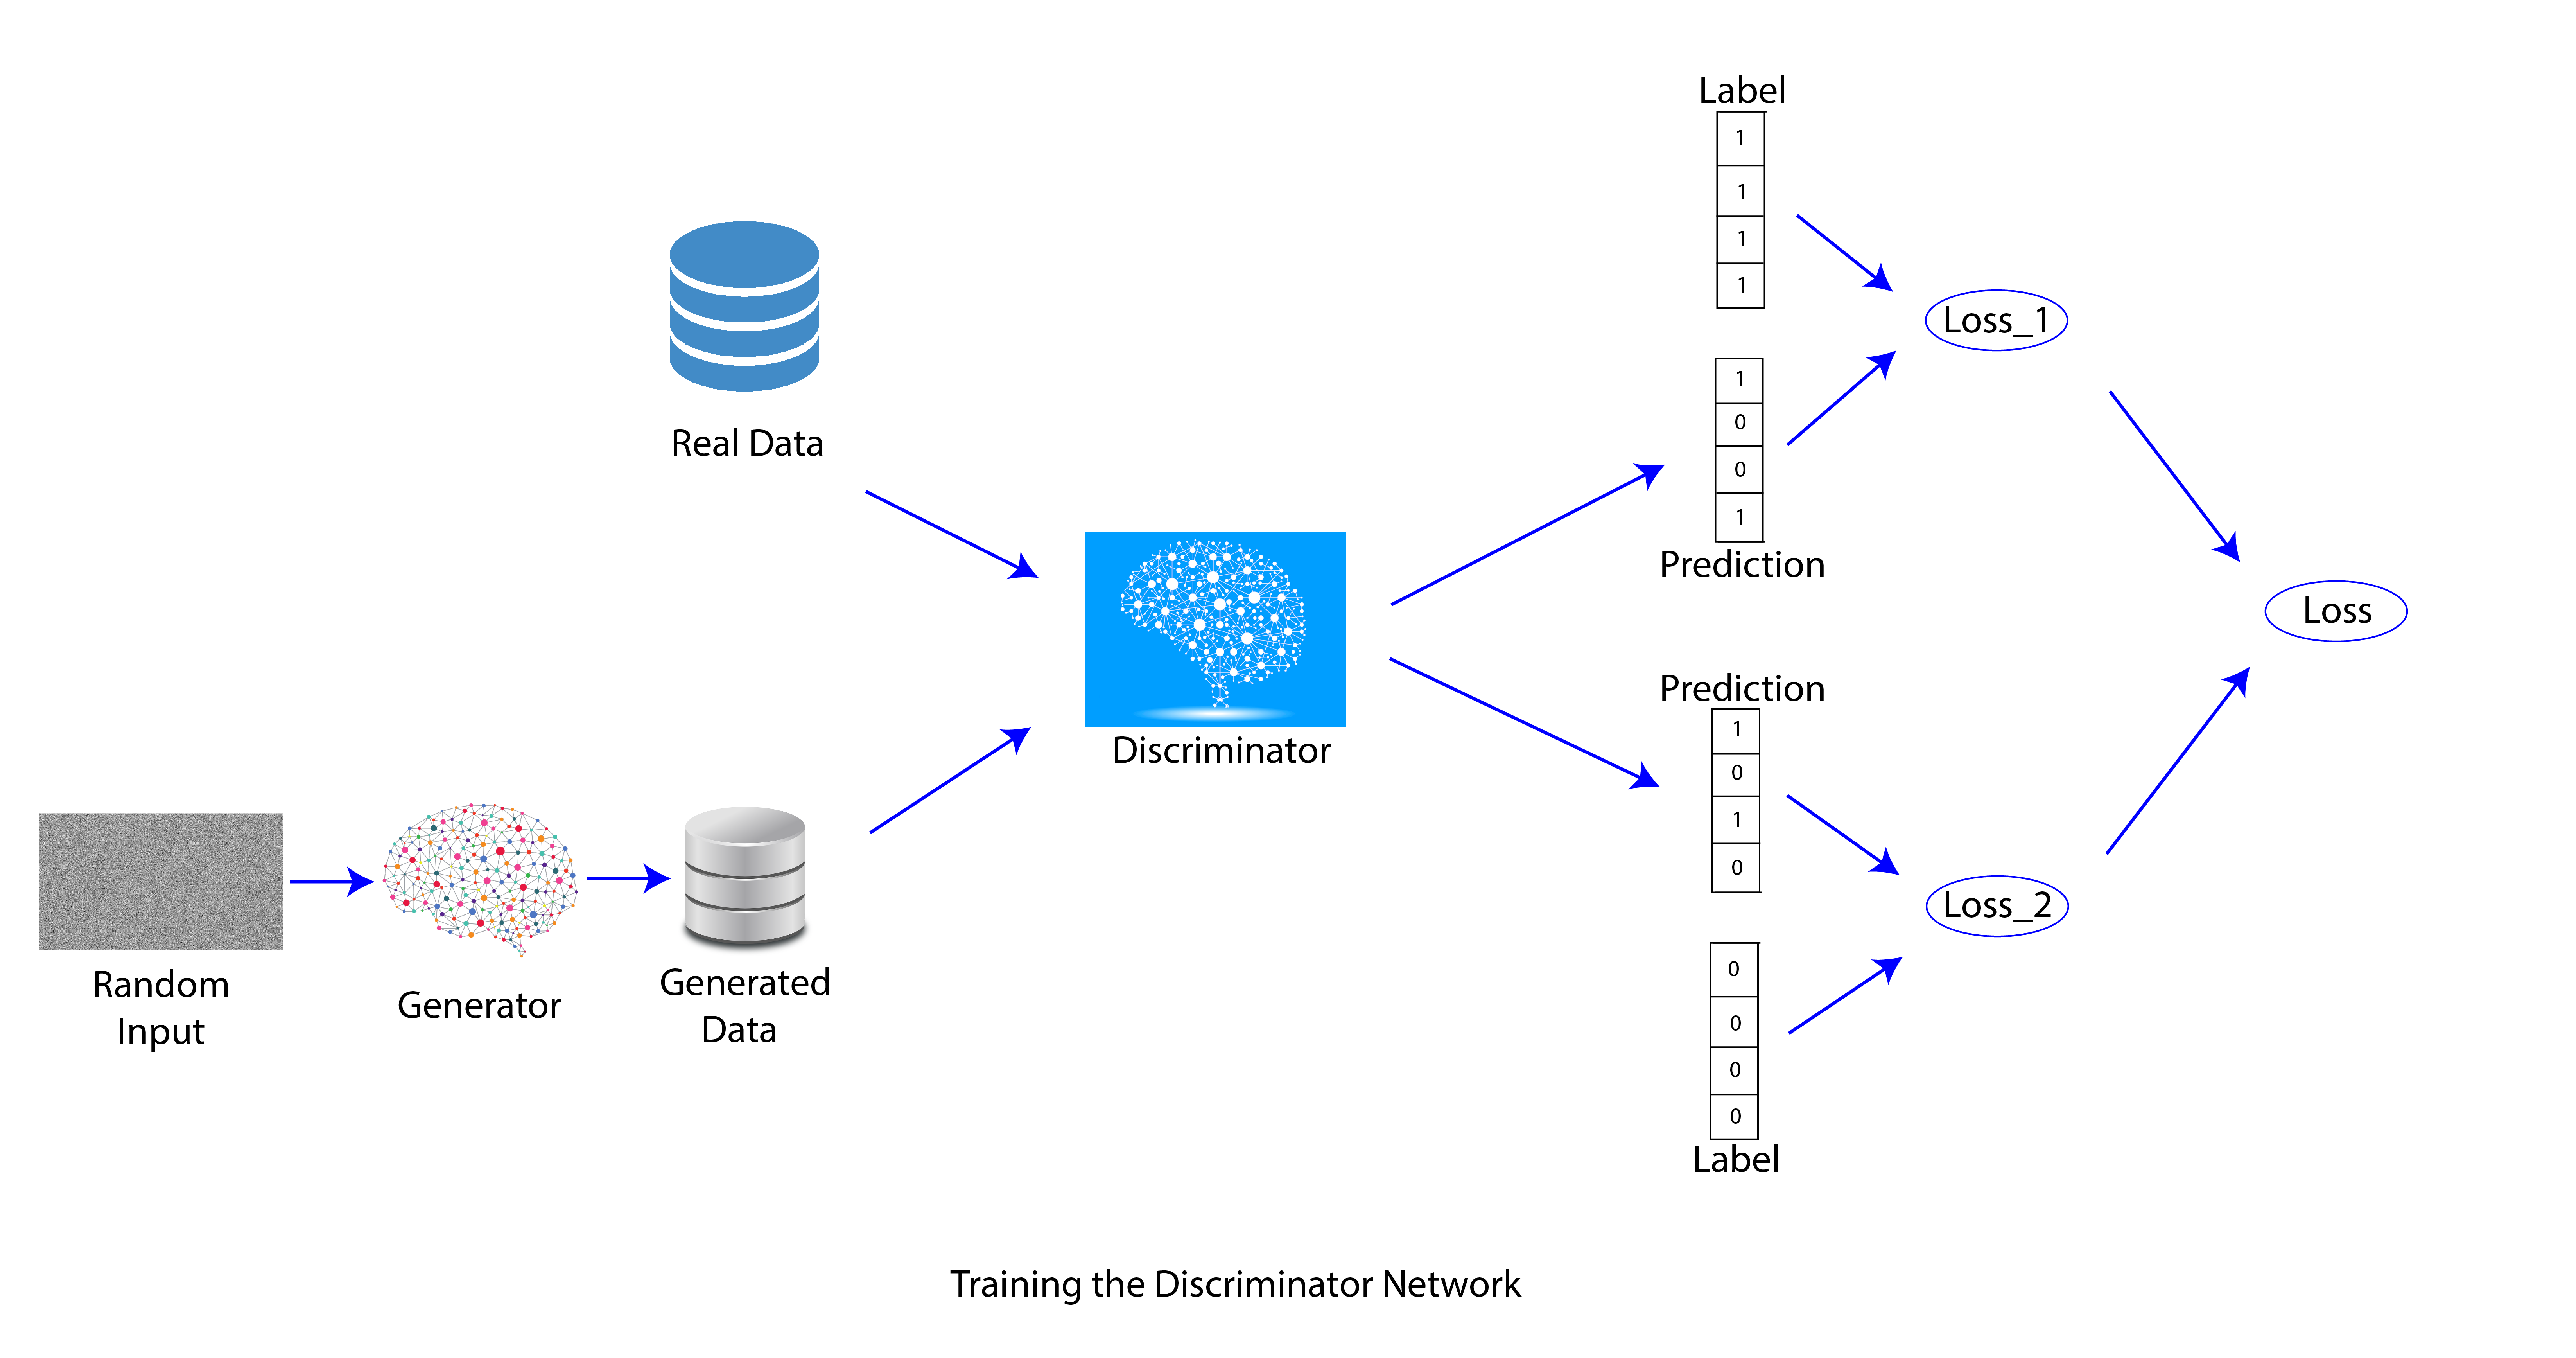 Label
1
1
1
1
Loss_1
Real Data
1
0
0
1
Prediction
Loss
Discriminator
Prediction
1
0
1
0
Loss_2
Random
Input
Generator
Generated
Data
0
0
0
0
Label
Training the Discriminator Network